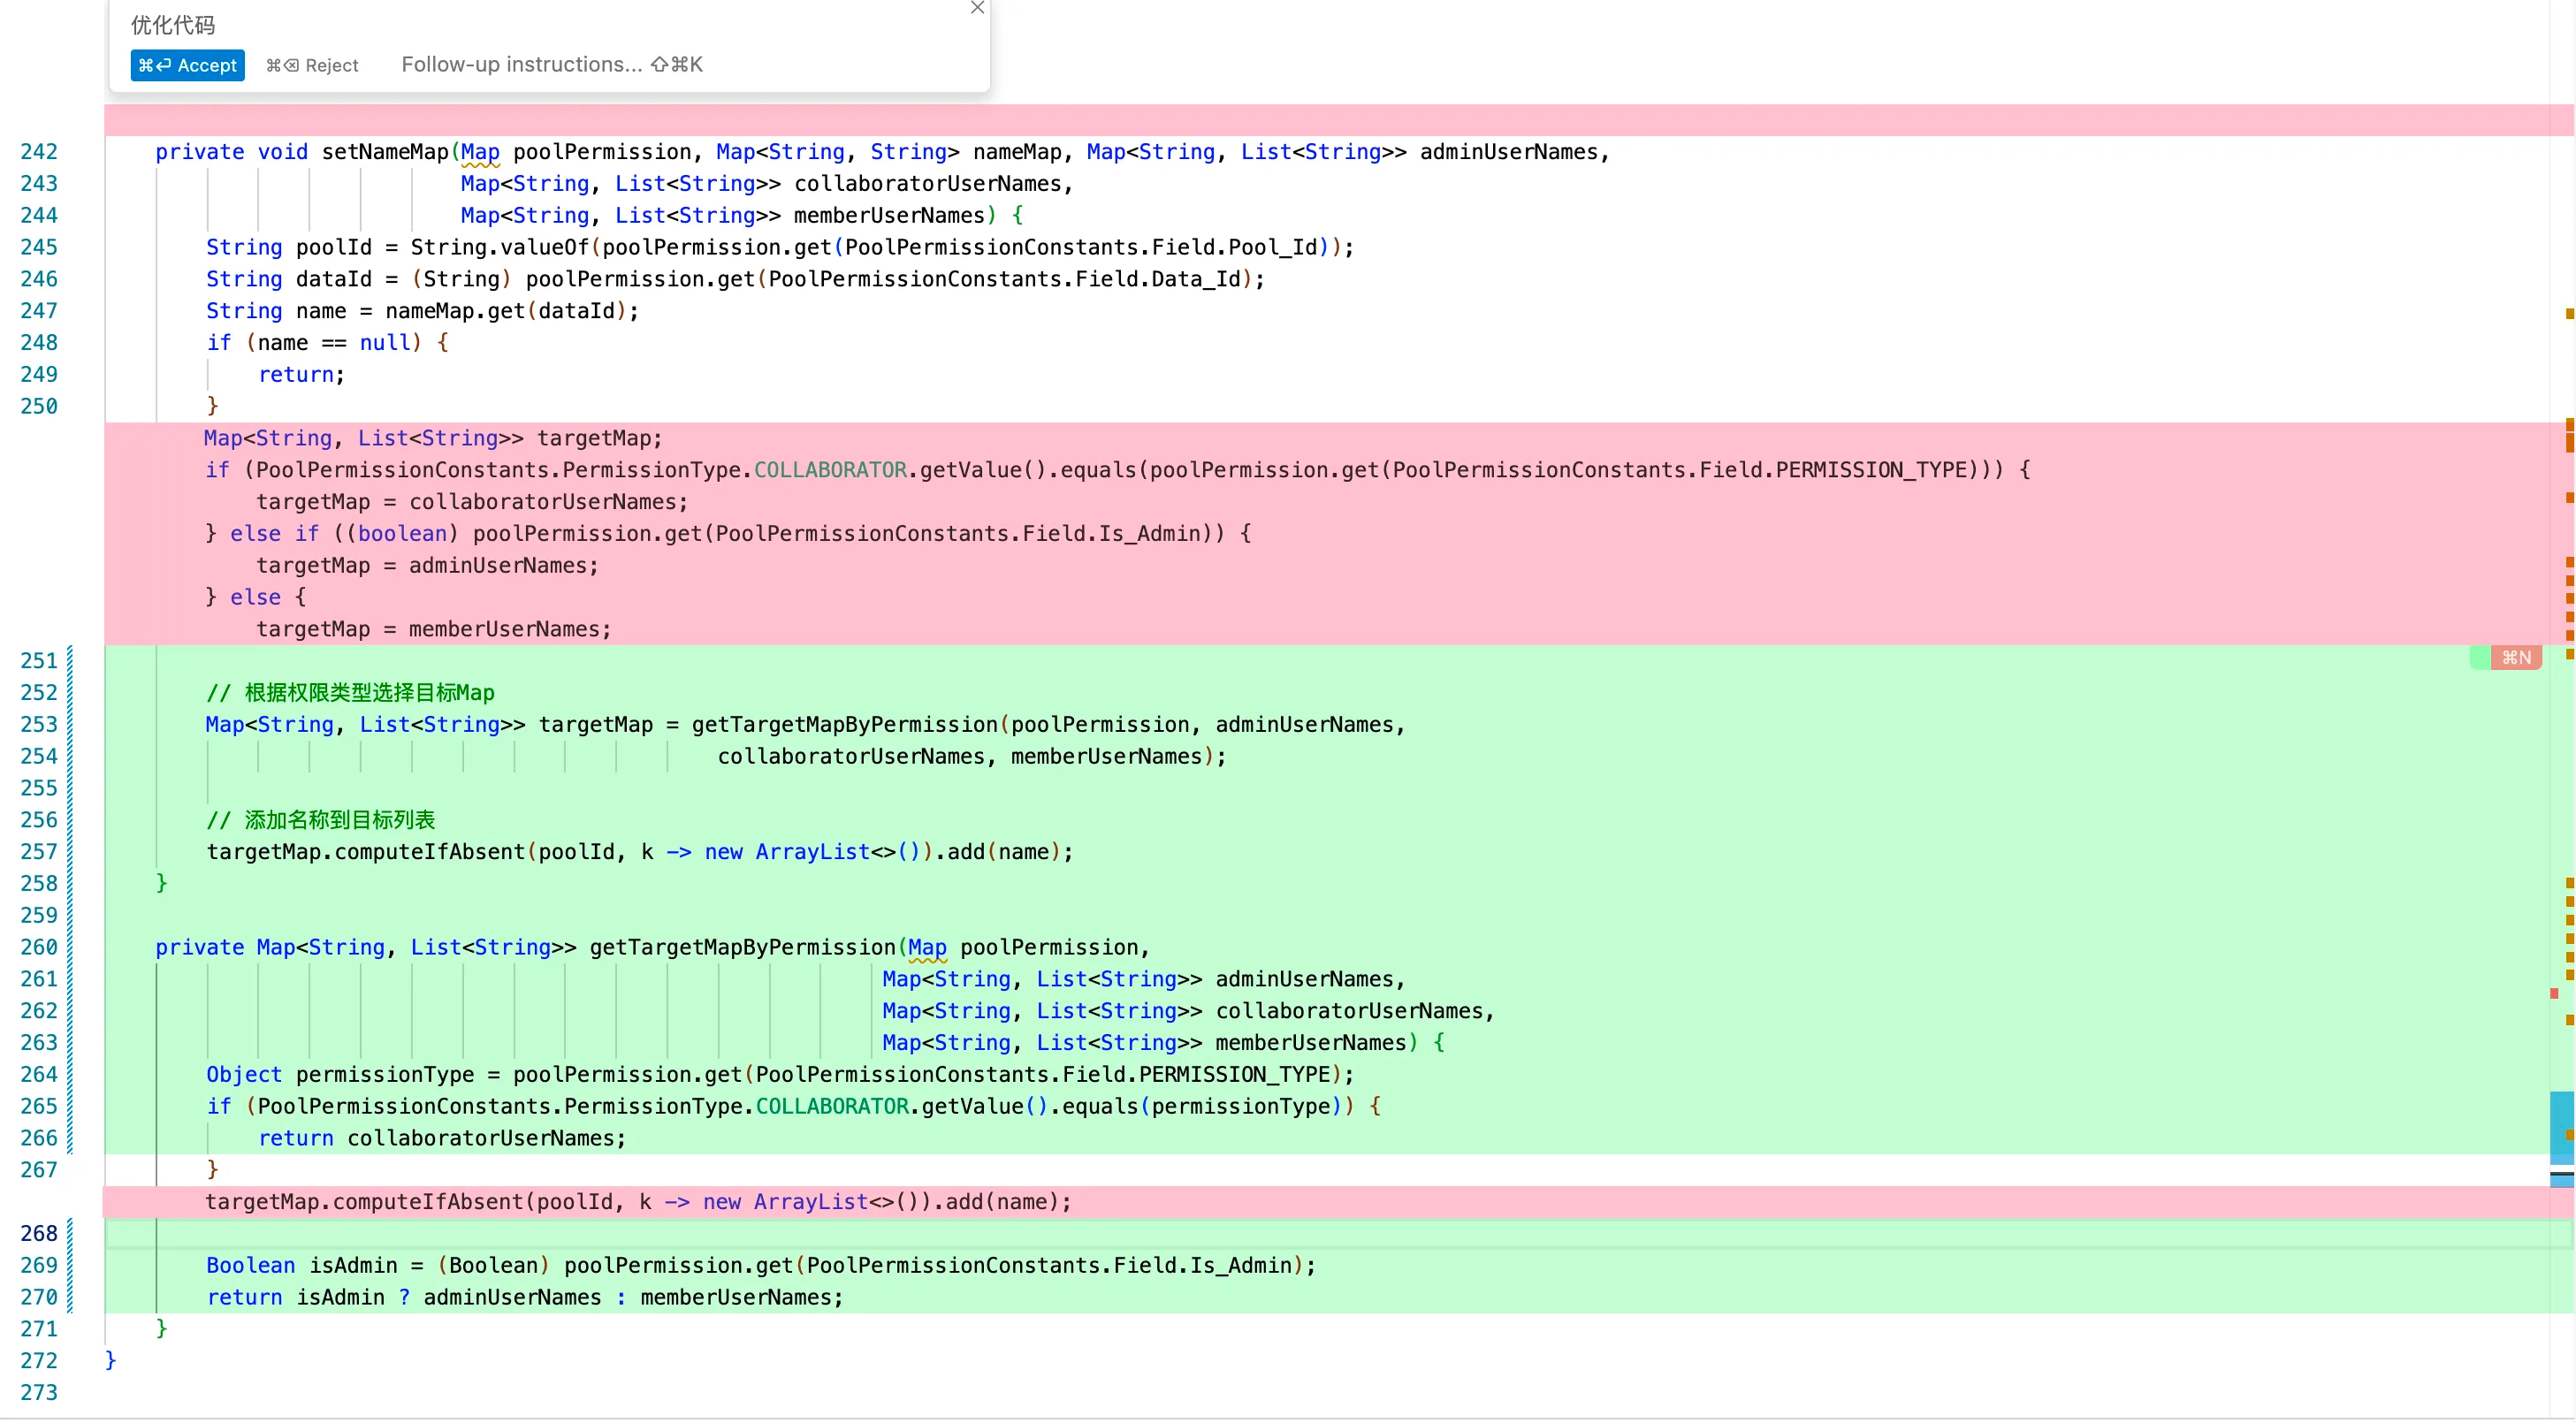 优化代码
⌘⏎ Accept ⌘⌫ Reject Follow-up instructions... ⇧⌘K
242 private void setNameMap(Map poolPermission, Map<String, String> nameMap, Map<String, List<String>> adminUserNames,
243 Map<String, List<String>> collaboratorUserNames,
244 Map<String, List<String>> memberUserNames) {
245 String poolId = String.valueOf(poolPermission.get(PoolPermissionConstants.Field.Pool_Id));
246 String dataId = (String) poolPermission.get(PoolPermissionConstants.Field.Data_Id);
247 String name = nameMap.get(dataId);
248 if (name == null) {
249 return;
250 }
Map<String, List<String>> targetMap;
if (PoolPermissionConstants.PermissionType.COLLABORATOR.getValue().equals(poolPermission.get(PoolPermissionConstants.Field.PERMISSION_TYPE))) {
targetMap = collaboratorUserNames;
} else if ((boolean) poolPermission.get(PoolPermissionConstants.Field.Is_Admin)) {
targetMap = adminUserNames;
} else {
targetMap = memberUserNames;
251 ⌘N
252 // 根据权限类型选择目标Map
253 Map<String, List<String>> targetMap = getTargetMapByPermission(poolPermission, adminUserNames,
254 collaboratorUserNames, memberUserNames);
255
256 // 添加名称到目标列表
257 targetMap.computeIfAbsent(poolId, k -> new ArrayList<>()).add(name);
258 }
259
260 private Map<String, List<String>> getTargetMapByPermission(Map poolPermission,
261 Map<String, List<String>> adminUserNames,
262 Map<String, List<String>> collaboratorUserNames,
263 Map<String, List<String>> memberUserNames) {
264 Object permissionType = poolPermission.get(PoolPermissionConstants.Field.PERMISSION_TYPE);
265 if (PoolPermissionConstants.PermissionType.COLLABORATOR.getValue().equals(permissionType)) {
266 return collaboratorUserNames;
267 }
targetMap.computeIfAbsent(poolId, k -> new ArrayList<>()).add(name);
268
269 Boolean isAdmin = (Boolean) poolPermission.get(PoolPermissionConstants.Field.Is_Admin);
270 return isAdmin ? adminUserNames : memberUserNames;
271 }
272 }
273